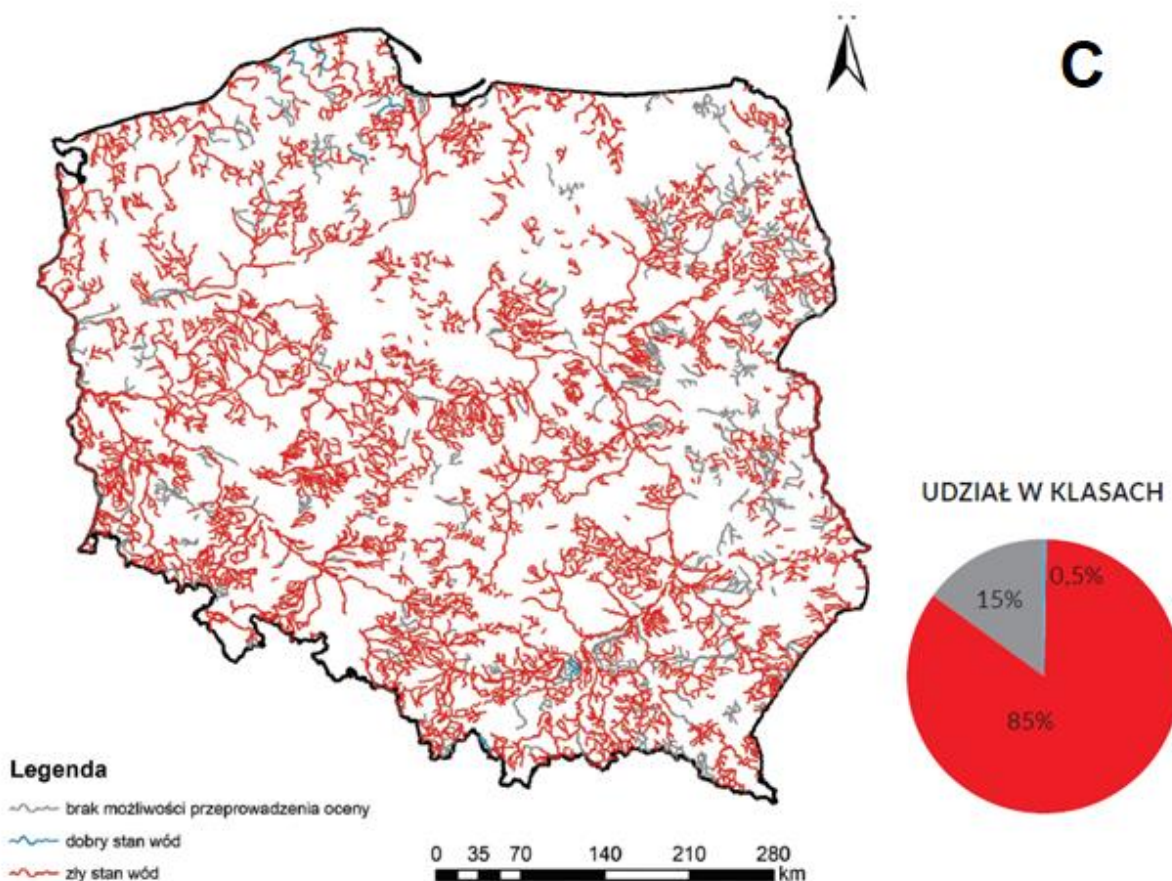 C
UDZIAŁ W KLASACH
0,5%
15%
85%
Legenda
brak możliwości przeprowadzenia oceny
dobry stan wód
zły stan wód
0 35 70 140 210 280
km